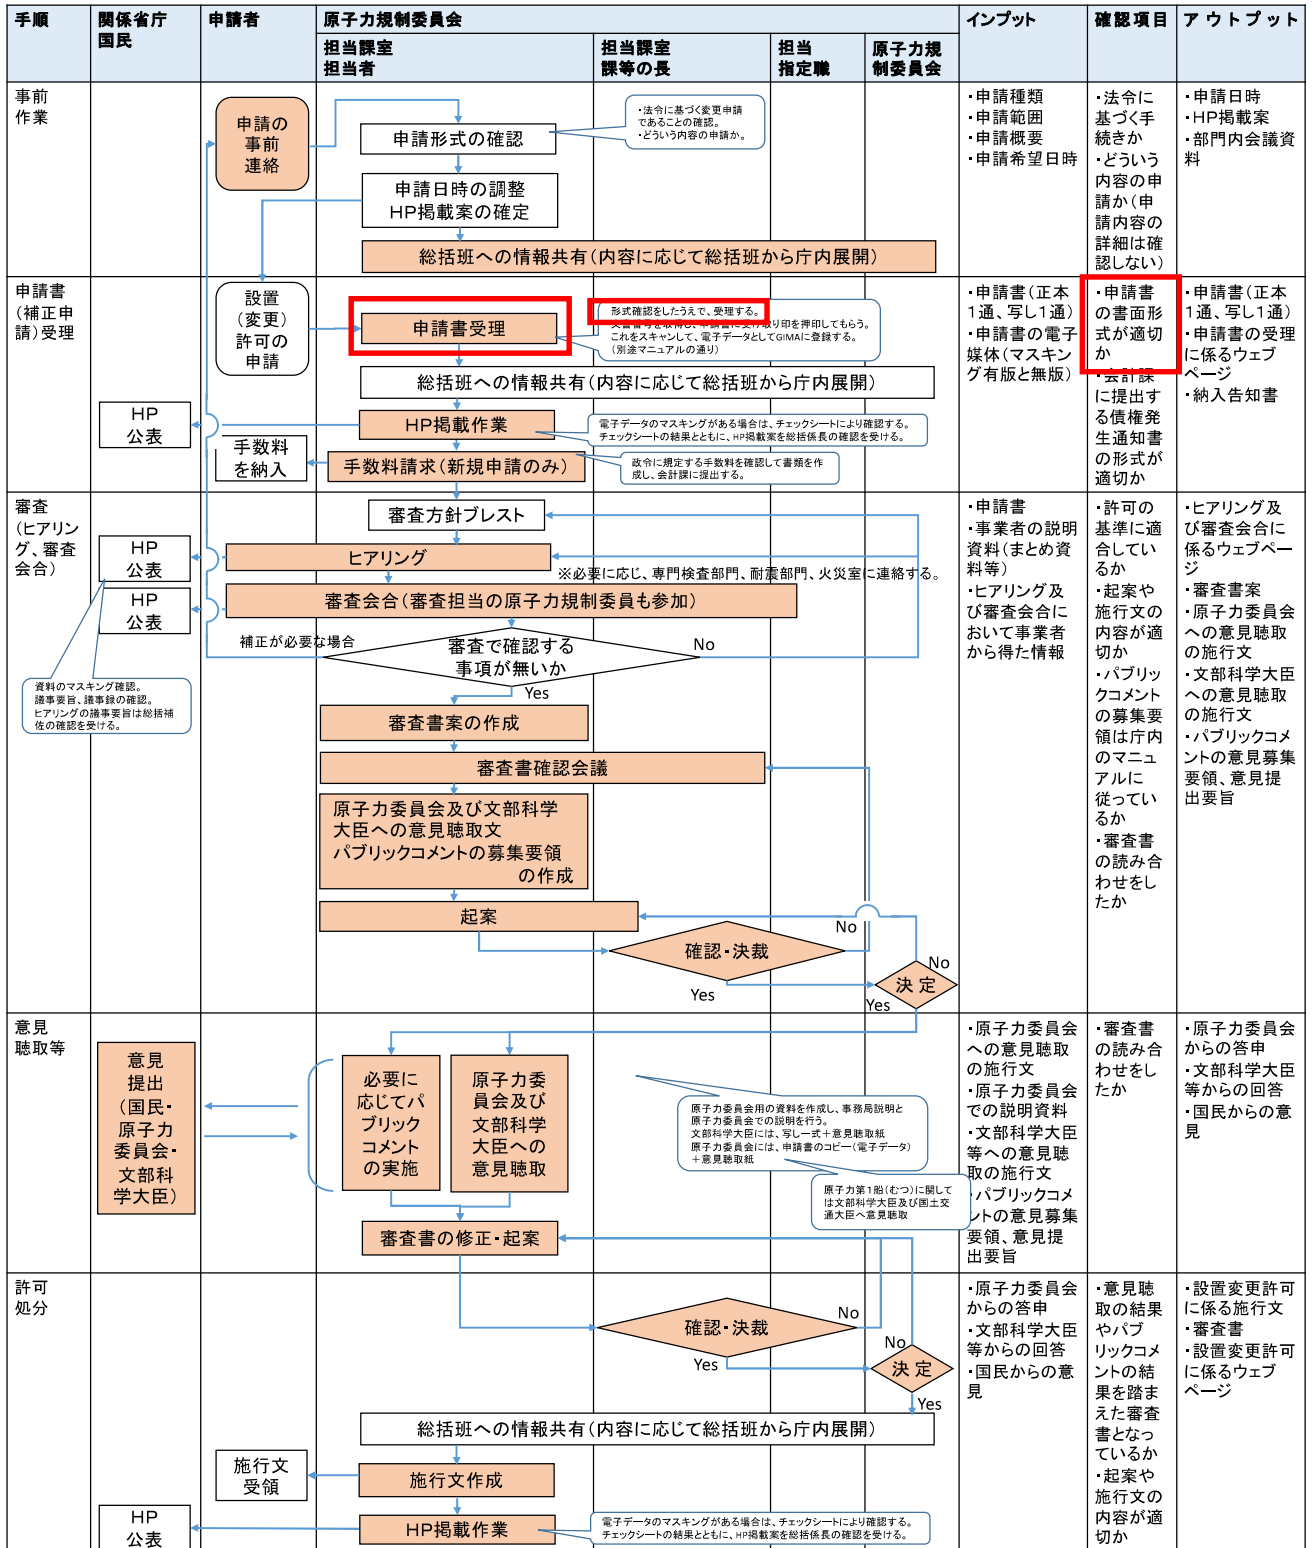 手順
関係省庁
国民
申請者
原子力規制委員会
担当課室
担当者
担当課室
課等の長
担当
指定職
原子力規
制委員会
インプット
確認項目
アウトプット
事前
作業
申請の
事前
連絡
申請形式の確認
・法令に基づく変更申請
であることの確認。
・どういう内容の申請か。
申請日時の調整
HP掲載案の確定
総括班への情報共有(内容に応じて総括班から庁内展開)
・申請種類
・申請範囲
・申請概要
・申請希望日時
・法令に
基づく手
続きか
・どういう
内容の申
請か(申
請内容の
詳細は確
認しない)
・申請日時
・HP掲載案
・部門内会議資
料
申請書
(補正申
請)受理
設置
(変更)
許可の
申請
申請書受理
形式確認をしたうえで、受理する。
文書番号を取得し、申請書に受け取り印を押印してもらう。
これをスキャンして、電子データとしてGIMAに登録する。
(別途マニュアルの通り)
総括班への情報共有(内容に応じて総括班から庁内展開)
HP
公表
HP掲載作業
電子データのマスキングがある場合は、チェックシートにより確認する。
チェックシートの結果とともに、HP掲載案を総括係長の確認を受ける。
手数料
を納入
手数料請求(新規申請のみ)
政令に規定する手数料を確認して書類を作
成し、会計課に提出する。
・申請書(正本
1通、写し1通)
・申請書の電子
媒体(マスキン
グ有版と無版)
・申請書
の書面形
式が適切
か
・会計課
に提出す
る債権発
生通知書
の形式が
適切か
・申請書(正本
1通、写し1通)
・申請書の受理
に係るウェブ
ページ
・納入告知書
審査
(ヒアリン
グ、審査
会合)
審査方針ブレスト
HP
公表
ヒアリング
※必要に応じ、専門検査部門、耐震部門、火災室に連絡する。
HP
公表
審査会合(審査担当の原子力規制委員も参加)
補正が必要な場合
審査で確認する
事項が無いか
No
Yes
資料のマスキング確認。
議事要旨、議事録の確認。
ヒアリングの議事要旨は総括補
佐の確認を受ける。
審査書案の作成
審査書確認会議
原子力委員会及び文部科学
大臣への意見聴取文
パブリックコメントの募集要領
の作成
起案
No
確認・決裁
Yes
No
決定
Yes
・申請書
・事業者の説明
資料(まとめ資
料等)
・ヒアリング及
び審査会合に
おいて事業者
から得た情報
・許可の
基準に適
合してい
るか
・起案や
施行文の
内容が適
切か
・パブリッ
クコメント
の募集要
領は庁内
のマニュ
アルに
従ってい
るか
・審査書
の読み合
わせをし
たか
・ヒアリング及
び審査会合に
係るウェブペー
ジ
・審査書案
・原子力委員会
への意見聴取
の施行文
・文部科学大臣
への意見聴取
の施行文
・パブリックコメ
ントの意見募集
要領、意見提
出要旨
意見
聴取等
意見
提出
(国民・
原子力
委員会・
文部科
学大臣)
必要に
応じてパ
ブリック
コメント
の実施
原子力委
員会及び
文部科学
大臣への
意見聴取
原子力委員会用の資料を作成し、事務局説明と
原子力委員会での説明を行う。
文部科学大臣には、写し一式+意見聴取紙
原子力委員会には、申請書のコピー(電子データ)
+意見聴取紙
原子力第1船(むつ)に関して
は文部科学大臣及び国土交
通大臣へ意見聴取
審査書の修正・起案
・原子力委員会
への意見聴取
の施行文
・原子力委員会
での説明資料
・文部科学大臣
等への意見聴
取の施行文
・パブリックコメ
ントの意見募集
要領、意見提
出要旨
・審査書
の読み合
わせをし
たか
・原子力委員会
からの答申
・文部科学大臣
等からの回答
・国民からの意
見
許可
処分
確認・決裁
No
Yes
No
決定
Yes
総括班への情報共有(内容に応じて総括班から庁内展開)
施行文
受領
施行文作成
HP
公表
HP掲載作業
電子データのマスキングがある場合は、チェックシートにより確認する。
チェックシートの結果とともに、HP掲載案を総括係長の確認を受ける。
・原子力委員会
からの答申
・文部科学大臣
等からの回答
・国民からの意
見
・意見聴
取の結果
やパブ
リックコメ
ントの結
果を踏ま
えた審査
書となっ
ているか
・起案や
施行文の
内容が適
切か
・設置変更許可
に係る施行文
・審査書
・設置変更許可
に係るウェブ
ページ